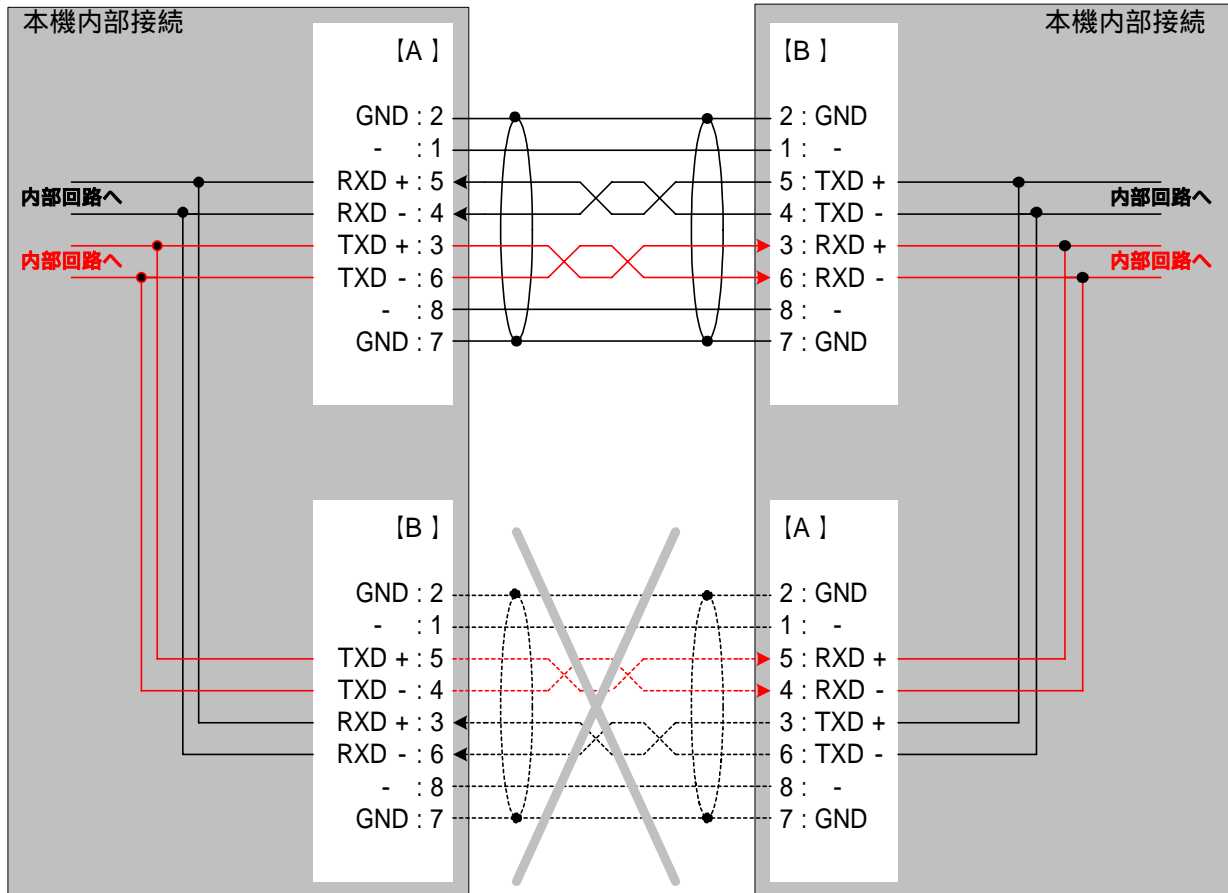 本機内部接続
本機内部接続
【A 】
【B 】
GND : 2
2 : GND
- : 1
1 : -
RXD + : 5
5 : TXD +
RXD - : 4
4 : TXD -
TXD + : 3
3 : RXD +
TXD - : 6
6 : RXD -
- : 8
8 : -
GND : 7
7 : GND
内部回路へ
内部回路へ
内部回路へ
内部回路へ
【B 】
【A 】
GND : 2
2 : GND
- : 1
1 : -
TXD + : 5
5 : RXD +
TXD - : 4
4 : RXD -
RXD + : 3
3 : TXD +
RXD - : 6
6 : TXD -
- : 8
8 : -
GND : 7
7 : GND